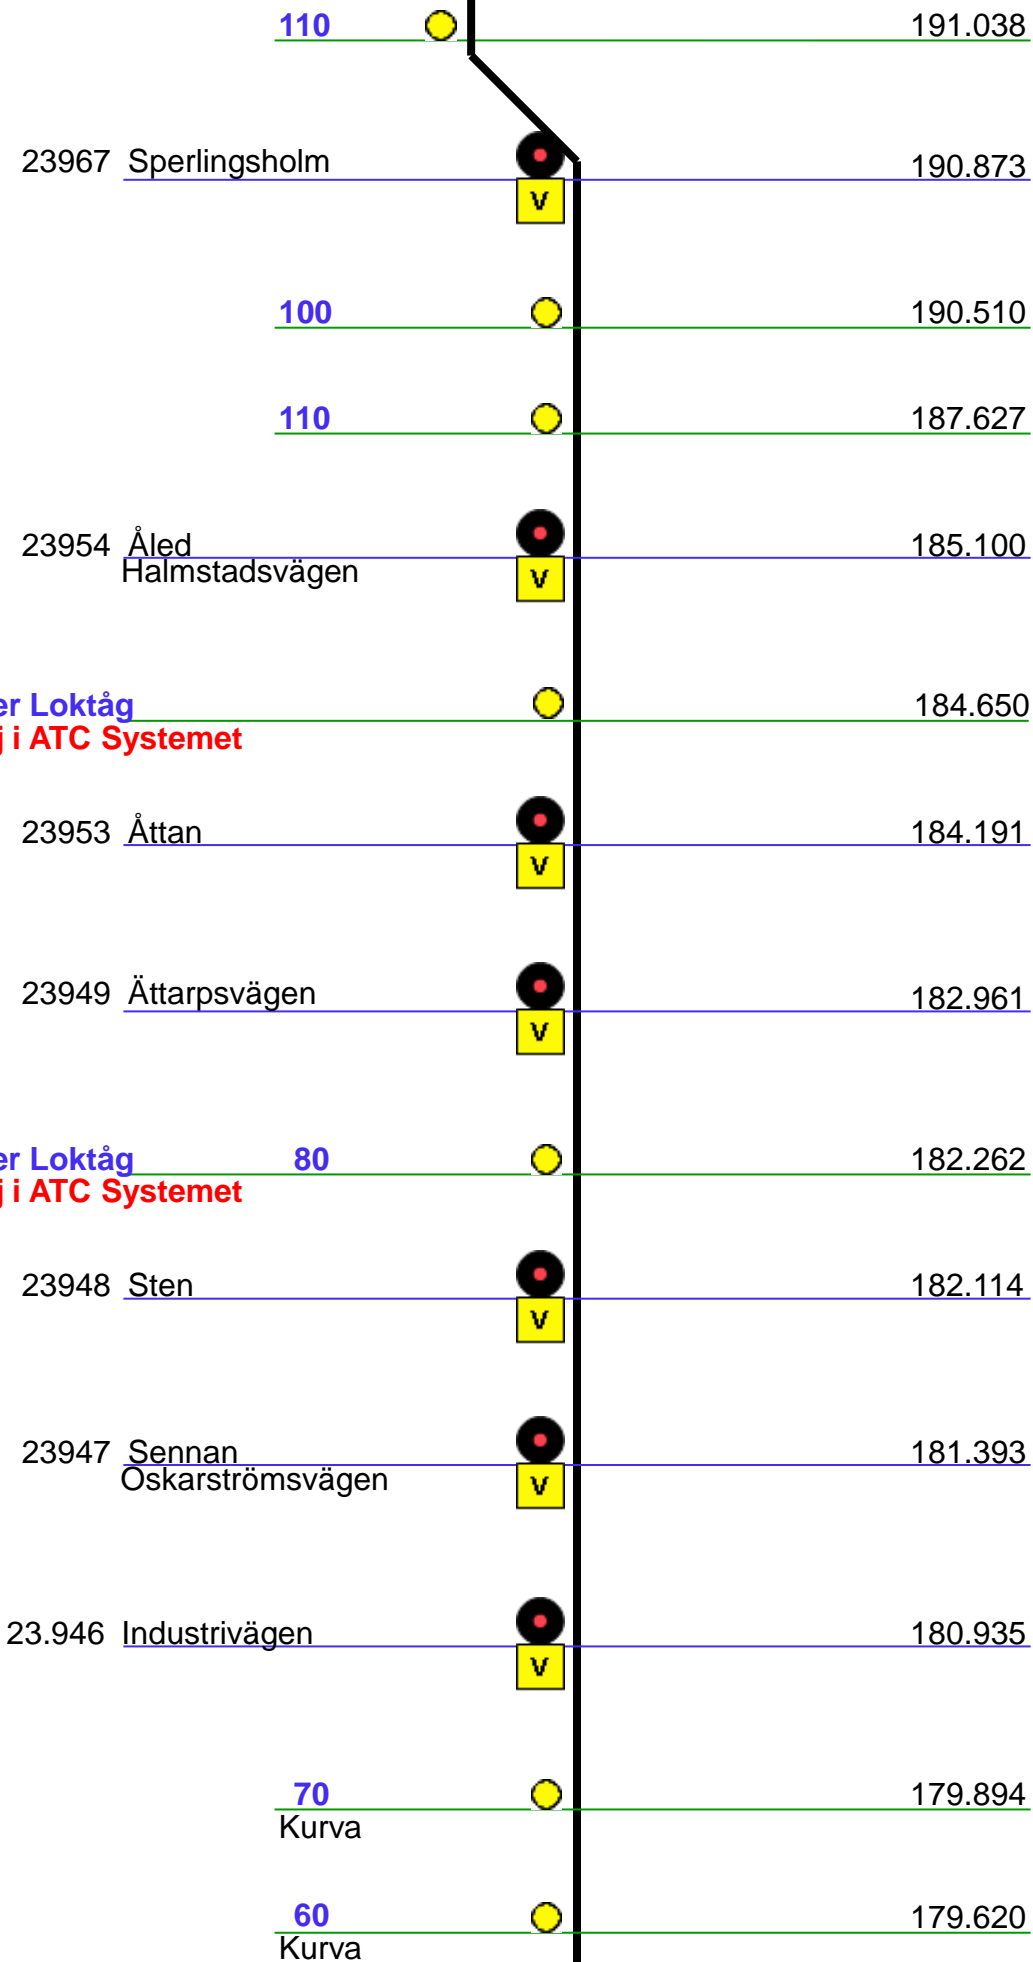 110 191.038
23967 Sperlingsholm 190.873
V
100 190.510
110 187.627
23954 Åled 185.100
Halmstadsvägen
V
Loktåg 184.650
i ATC Systemet
23953 Åttan 184.191
V
23949 Ättarpsvägen 182.961
V
Loktåg 80 182.262
i ATC Systemet
23948 Sten 182.114
V
23947 Sennan 181.393
Oskarströmsvägen
V
23.946 Industrivägen 180.935
V
70 179.894
Kurva
60 179.620
Kurva